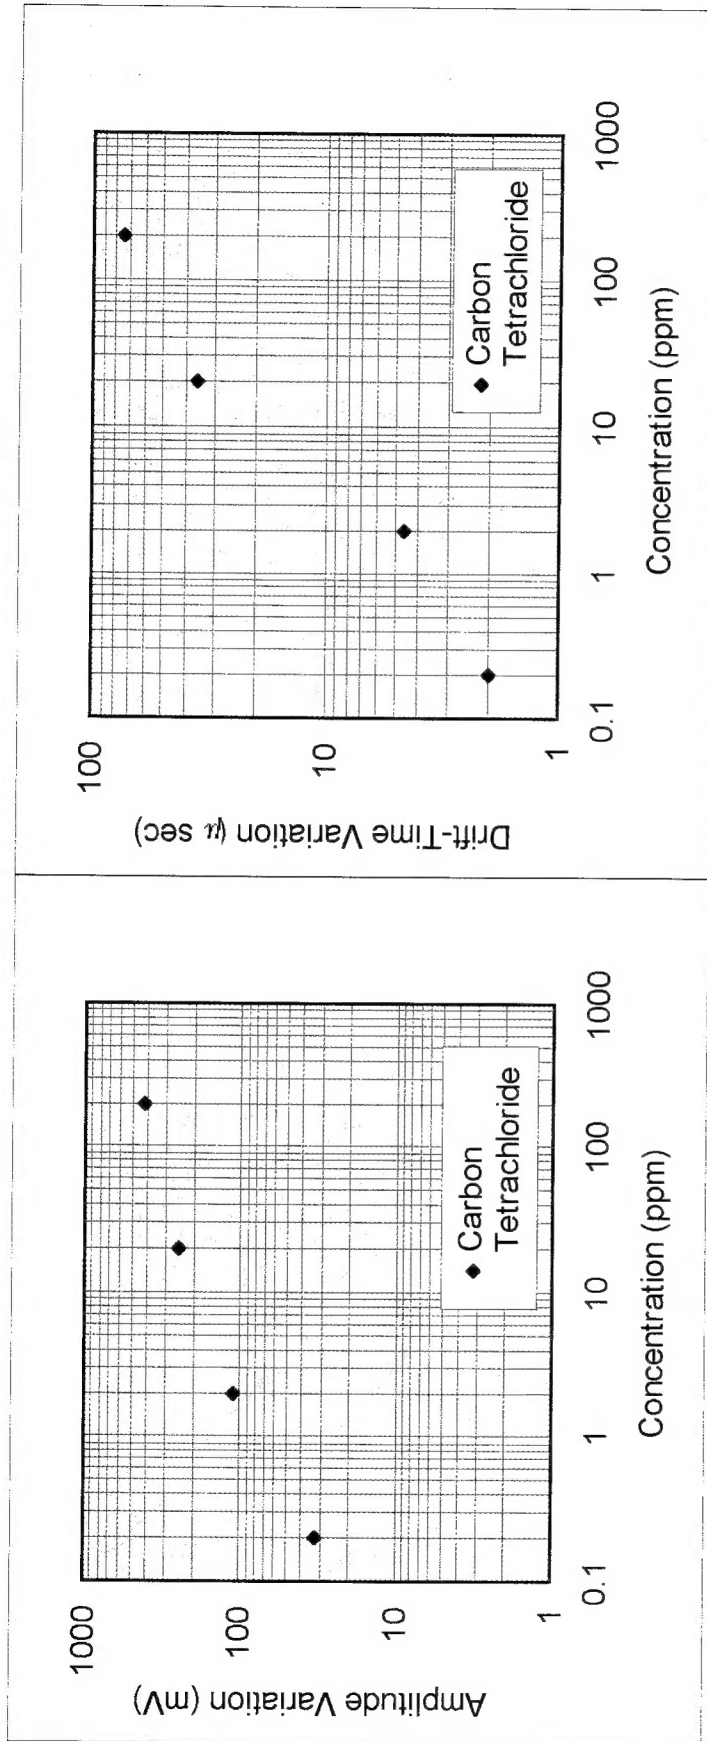 Amplitude Variation (mV)
1000
100
10
1
0.1
1
10
100
1000
Concentration (ppm)
Carbon
Tetrachloride
Drift-Time Variation (μ sec)
100
10
1
0.1
1
10
100
1000
Concentration (ppm)
Carbon
Tetrachloride